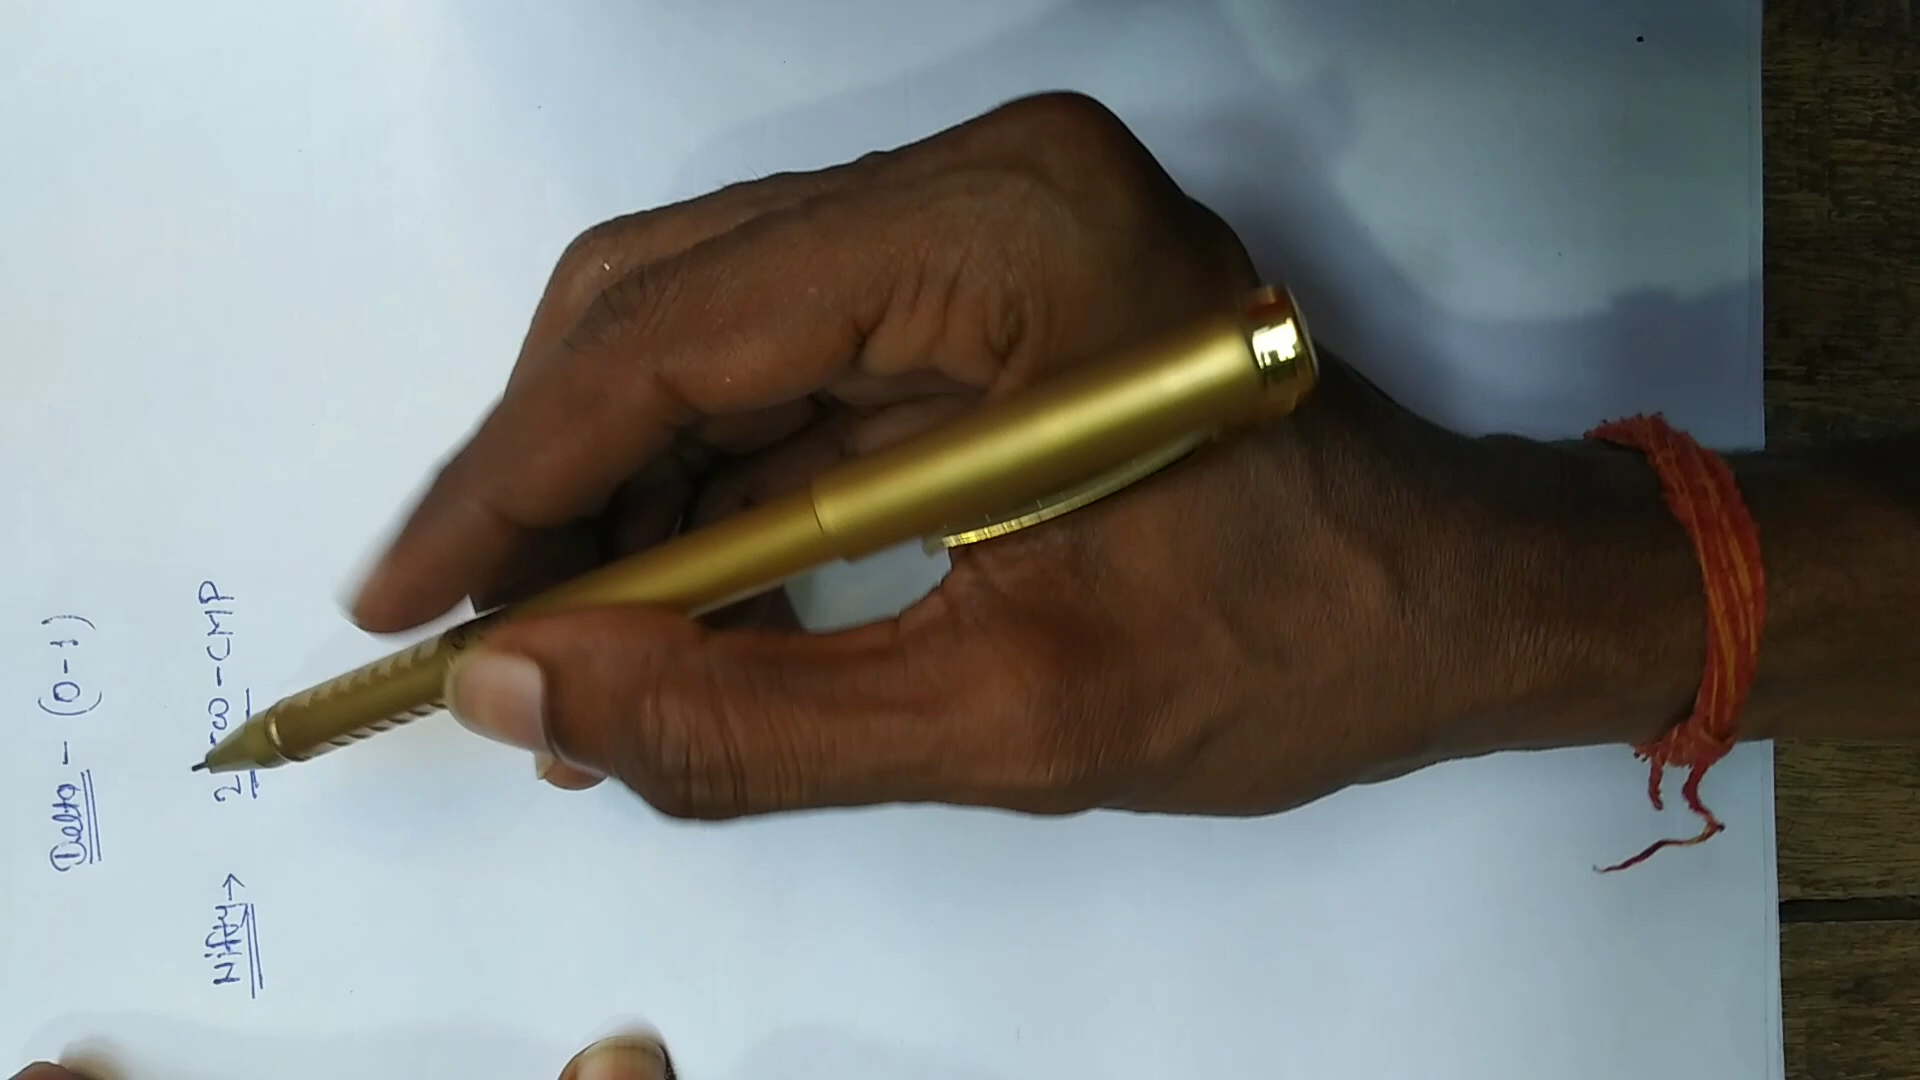 Delta - (0-1)
Nifty → - CMP